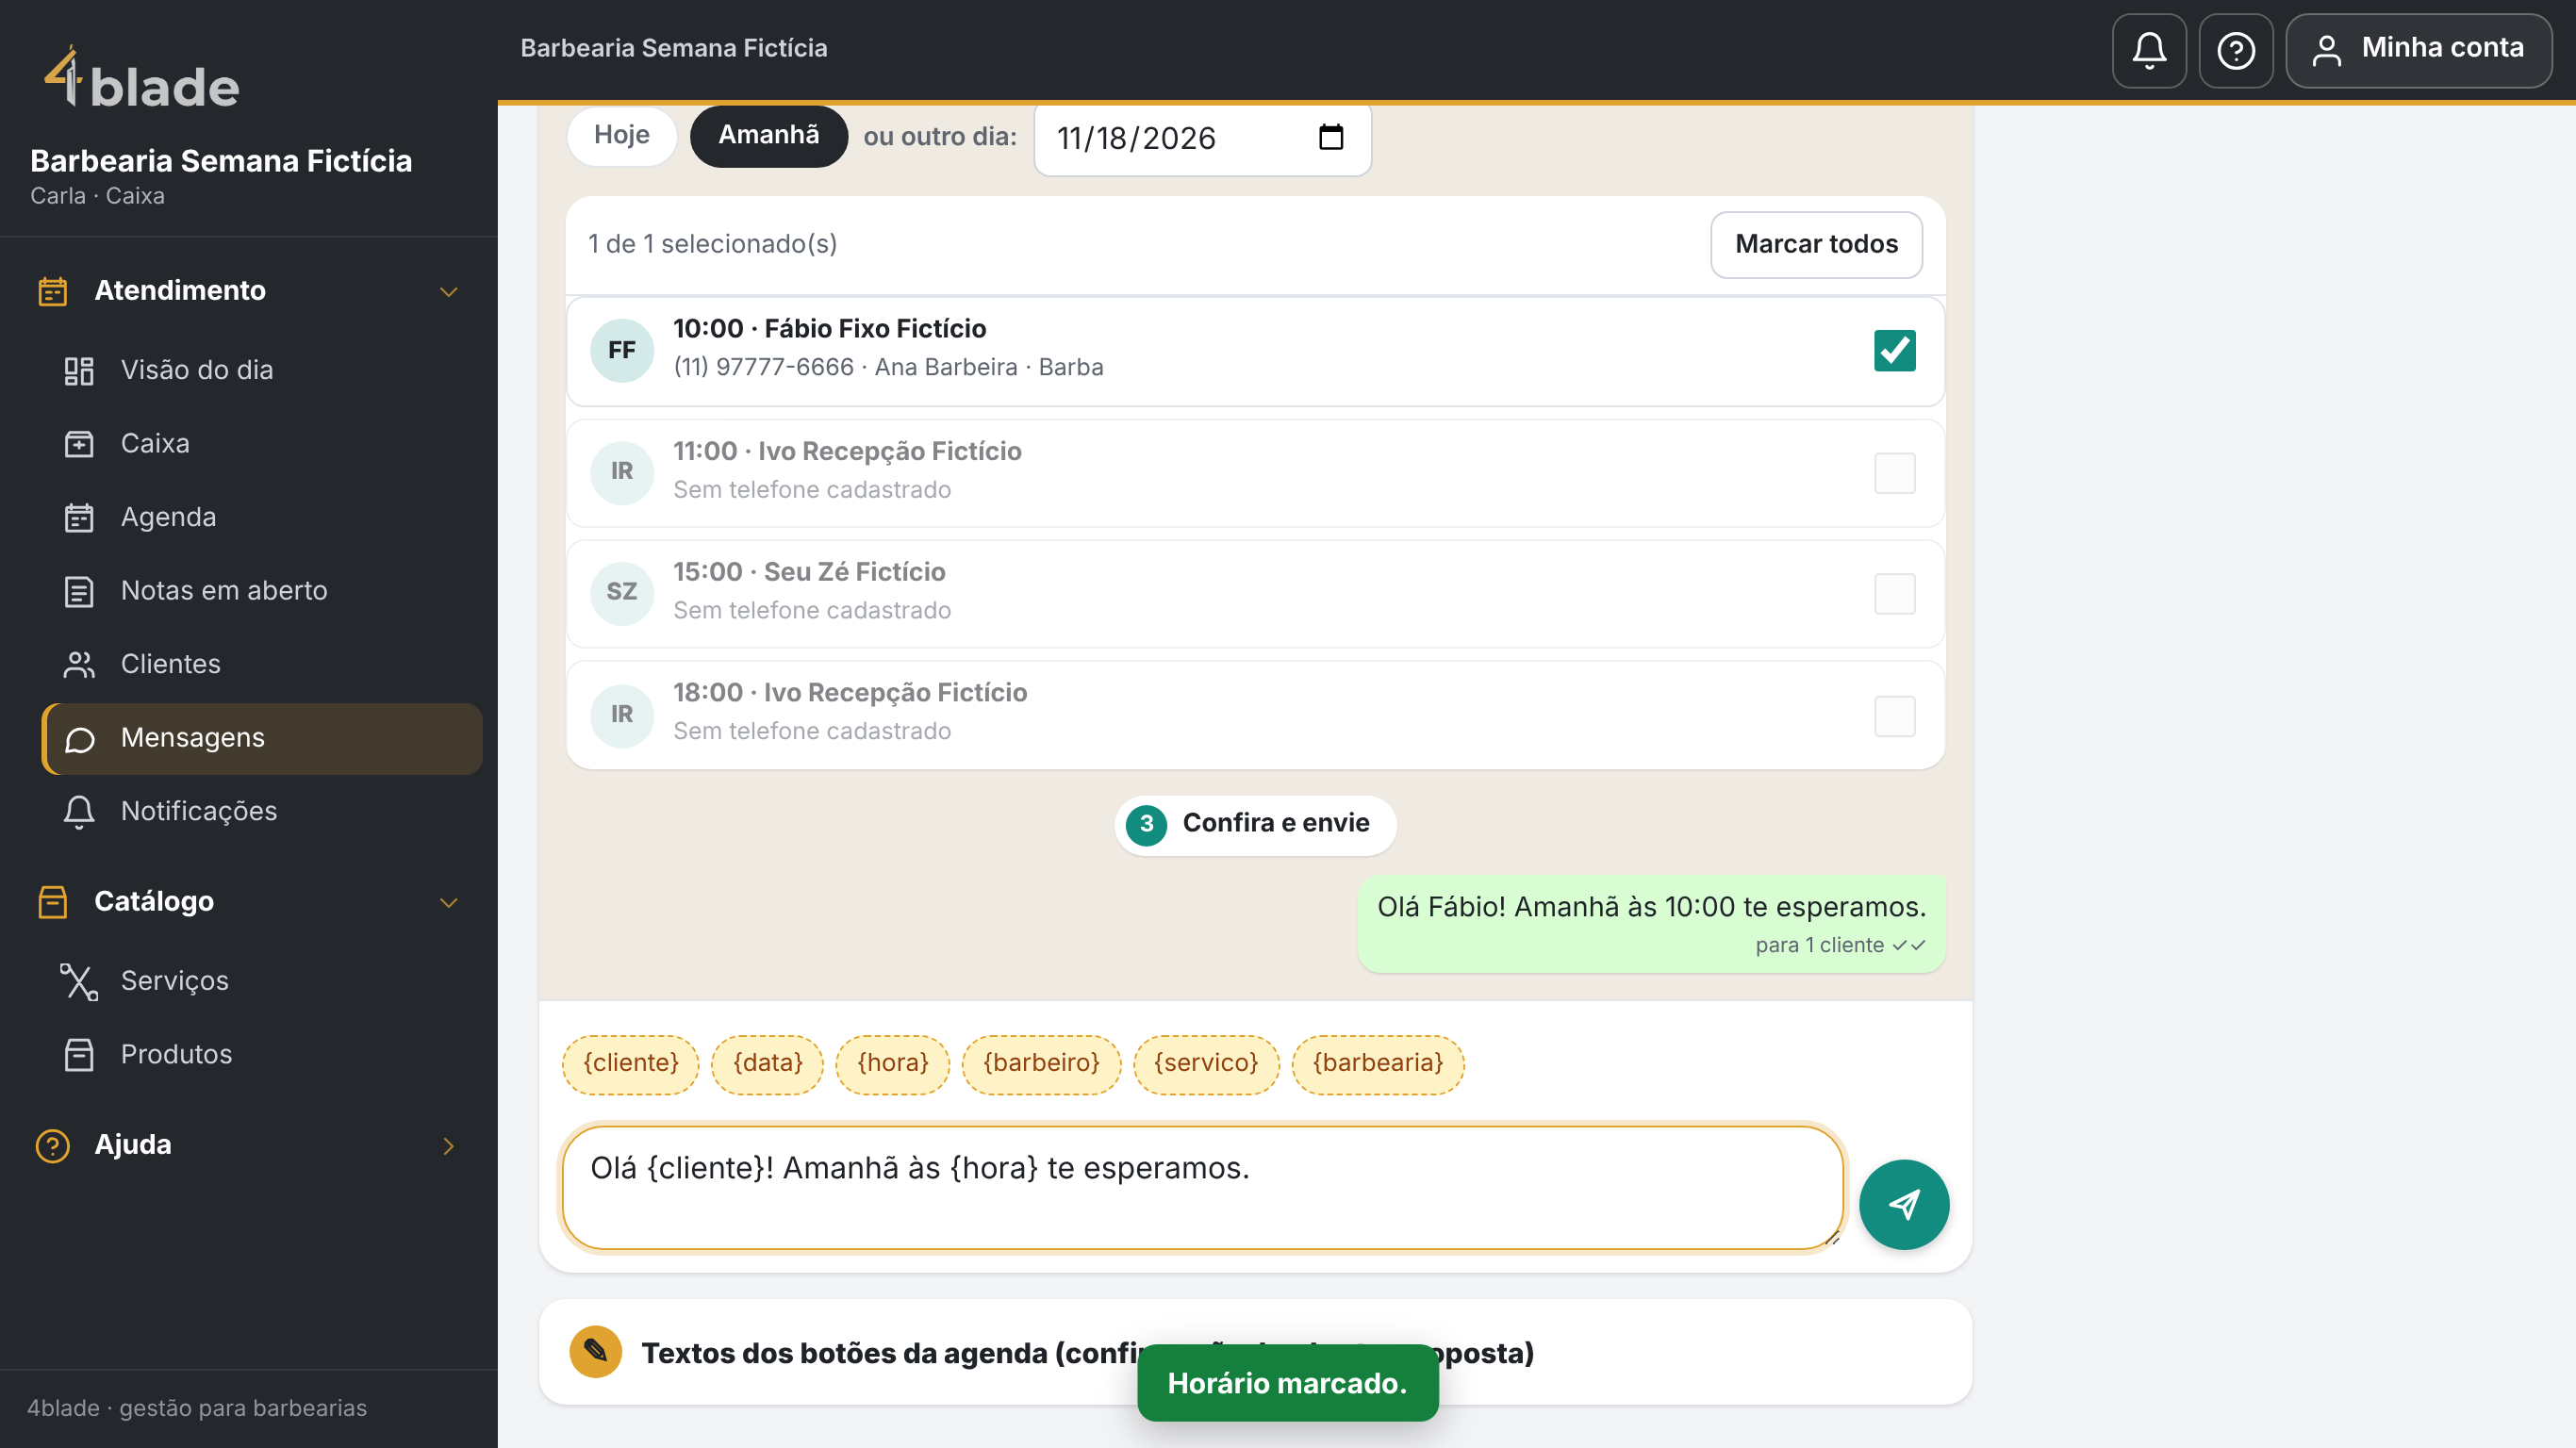 4blade
Barbearia Semana Fictícia
Carla · Caixa
Atendimento
Visão do dia
Caixa
Agenda
Notas em aberto
Clientes
Mensagens
Notificações
Catálogo
Serviços
Produtos
Ajuda
4blade · gestão para barbearias
Barbearia Semana Fictícia
Minha conta
Hoje
Amanhã
ou outro dia:
11/18/2026
1 de 1 selecionado(s)
Marcar todos
FF
10:00 · Fábio Fixo Fictício
(11) 97777-6666 · Ana Barbeira · Barba
IR
11:00 · Ivo Recepção Fictício
Sem telefone cadastrado
SZ
15:00 · Seu Zé Fictício
Sem telefone cadastrado
IR
18:00 · Ivo Recepção Fictício
Sem telefone cadastrado
3 Confira e envie
Olá Fábio! Amanhã às 10:00 te esperamos.
para 1 cliente
{cliente} {data} {hora} {barbeiro} {servico} {barbearia}
Olá {cliente}! Amanhã às {hora} te esperamos.
Textos dos botões da agenda
Horário marcado.